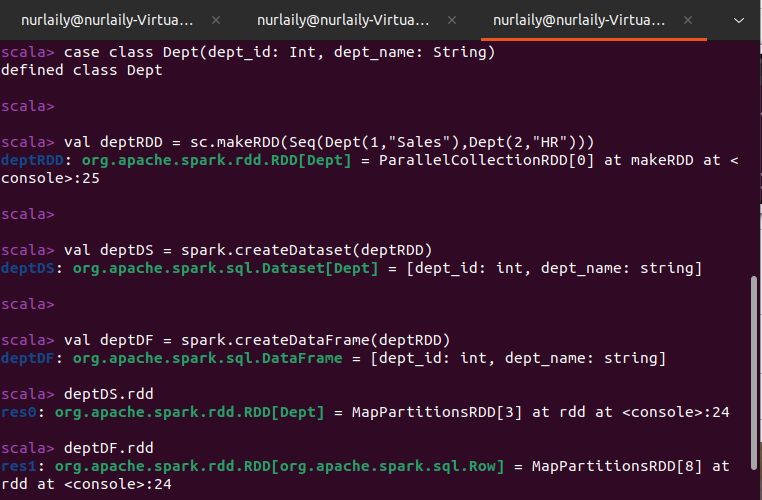 nurlaily@nurlaily-Virtua... × nurlaily@nurlaily-Virtua... × nurlaily@nurlaily-Virtua... ×
scala> case class Dept(dept_id: Int, dept_name: String)
defined class Dept
scala>
scala> val deptRDD = sc.makeRDD(Seq(Dept(1,"Sales"),Dept(2,"HR")))
deptRDD: org.apache.spark.rdd.RDD[Dept] = ParallelCollectionRDD[0] at makeRDD at <
console>:25
scala>
scala> val deptDS = spark.createDataset(deptRDD)
deptDS: org.apache.spark.sql.Dataset[Dept] = [dept_id: int, dept_name: string]
scala>
scala> val deptDF = spark.createDataFrame(deptRDD)
deptDF: org.apache.spark.sql.DataFrame = [dept_id: int, dept_name: string]
scala> deptDS.rdd
res0: org.apache.spark.rdd.RDD[Dept] = MapPartitionsRDD[3] at rdd at <console>:24
scala> deptDF.rdd
res1: org.apache.spark.rdd.RDD[org.apache.spark.sql.Row] = MapPartitionsRDD[8] at
rdd at <console>:24